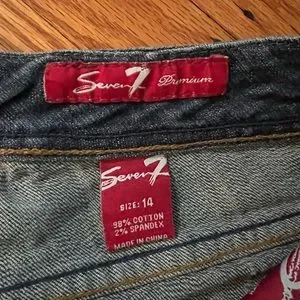 Seven7 Premium
Seven7
SIZE: 14
98% COTTON
2% SPANDEX
MADE IN CHINA